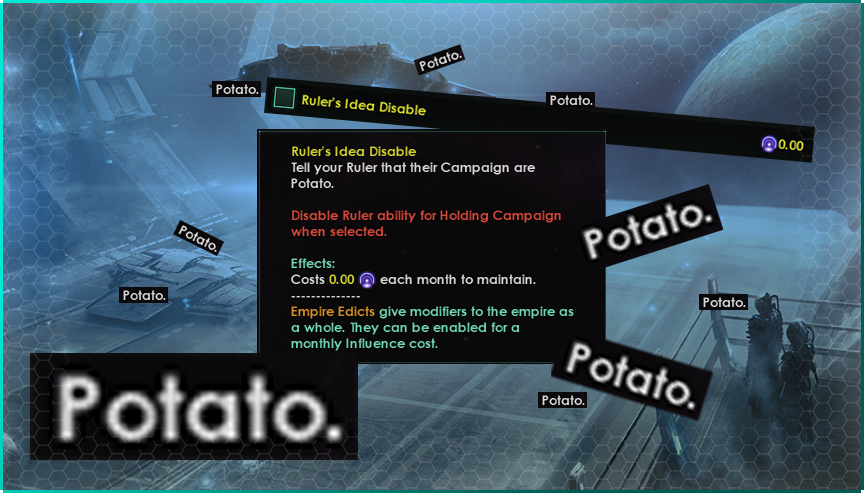 Potato.
Potato.
Ruler's Idea Disable
Potato.
0.00
Ruler's Idea Disable
Tell your Ruler that their Campaign are
Potato.
Disable Ruler ability for Holding Campaign
when selected.
Effects:
Costs 0.00 each month to maintain.
--------------
Empire Edicts give modifiers to the empire as
a whole. They can be enabled for a
monthly Influence cost.
Potato.
Potato.
Potato.
Potato.
Potato.
Potato.
Potato.